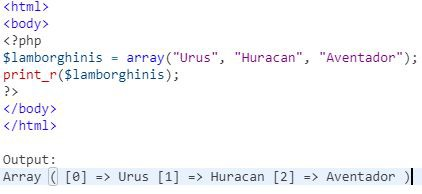 <html>
<body>
<?php
$lamborghinis = array("Urus", "Huracan", "Aventador");
print_r($lamborghinis);
?>
</body>
</html>
Output:
Array ( [0] => Urus [1] => Huracan [2] => Aventador )